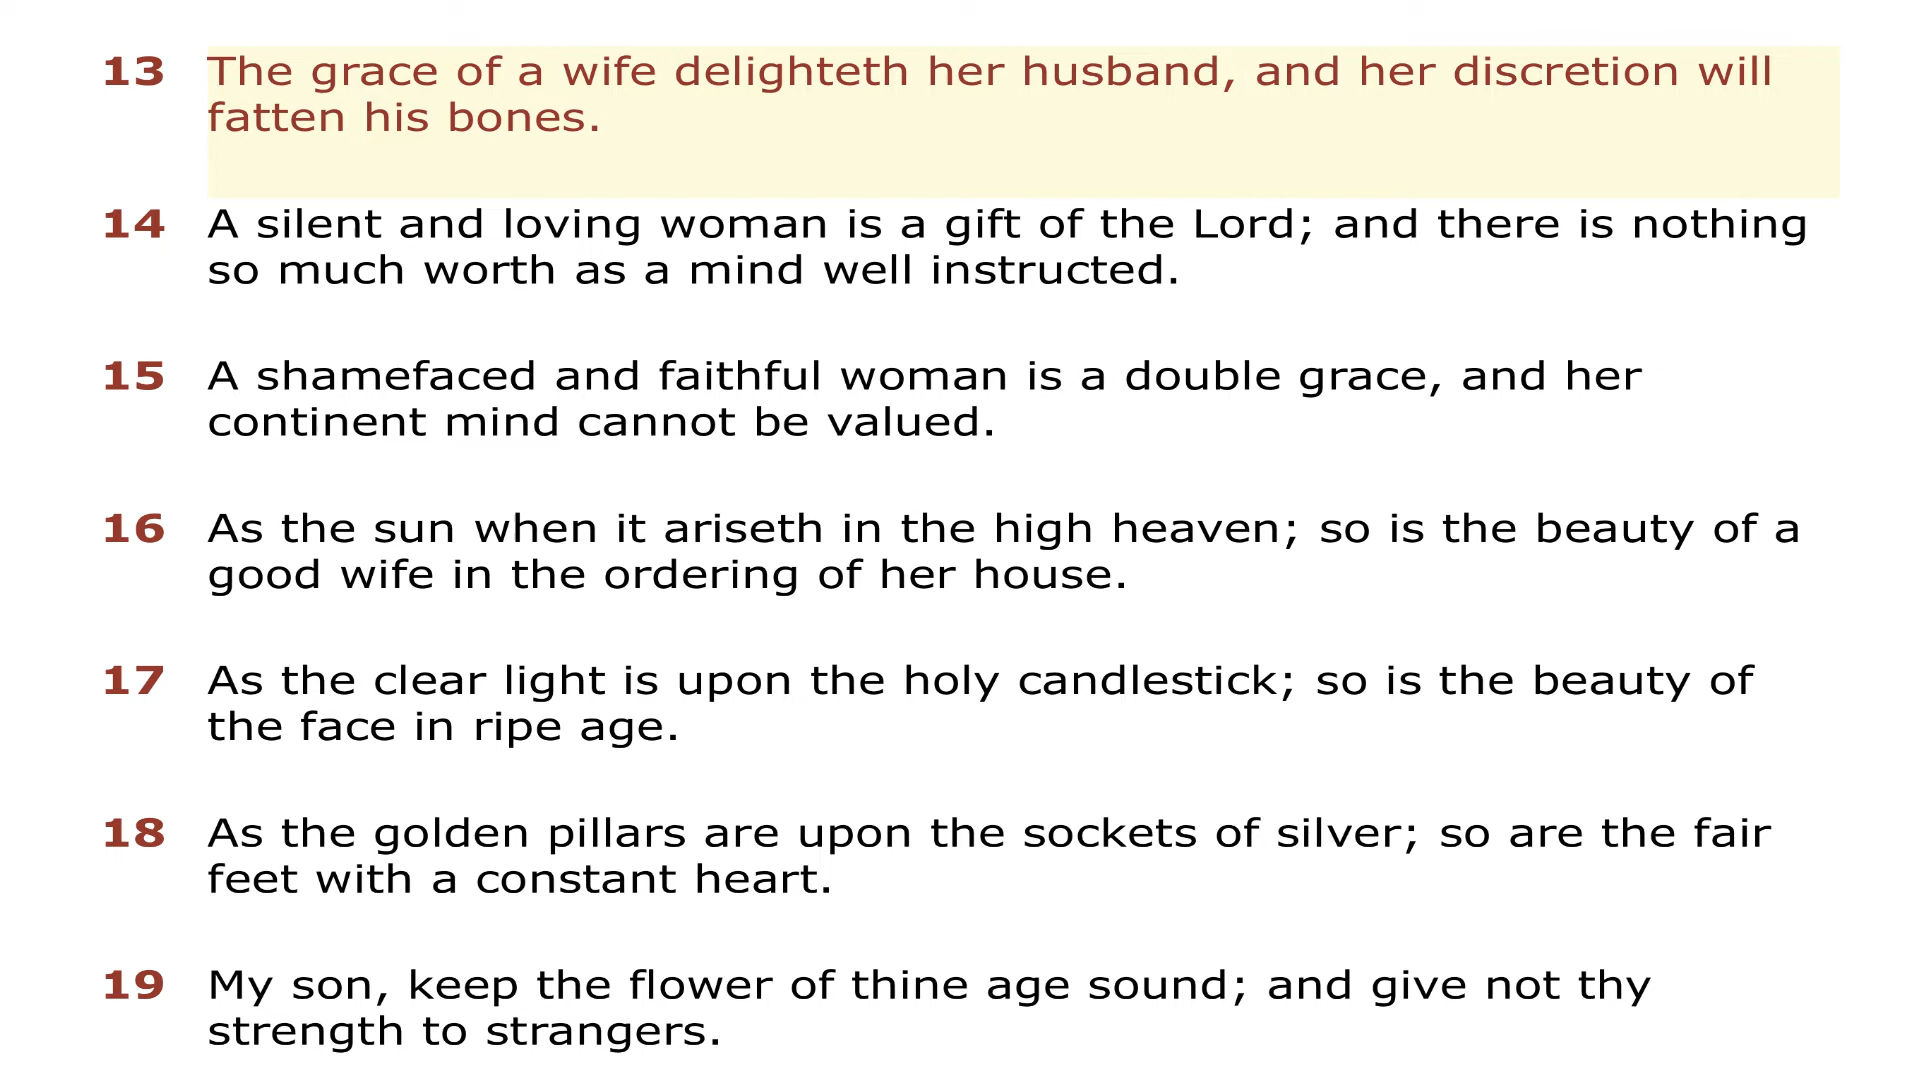 13 The grace of a wife delighteth her husband, and her discretion will
fatten his bones.
14 A silent and loving woman is a gift of the Lord; and there is nothing
so much worth as a mind well instructed.
15 A shamefaced and faithful woman is a double grace, and her
continent mind cannot be valued.
16 As the sun when it ariseth in the high heaven; so is the beauty of a
good wife in the ordering of her house.
17 As the clear light is upon the holy candlestick; so is the beauty of
the face in ripe age.
18 As the golden pillars are upon the sockets of silver; so are the fair
feet with a constant heart.
19 My son, keep the flower of thine age sound; and give not thy
strength to strangers.